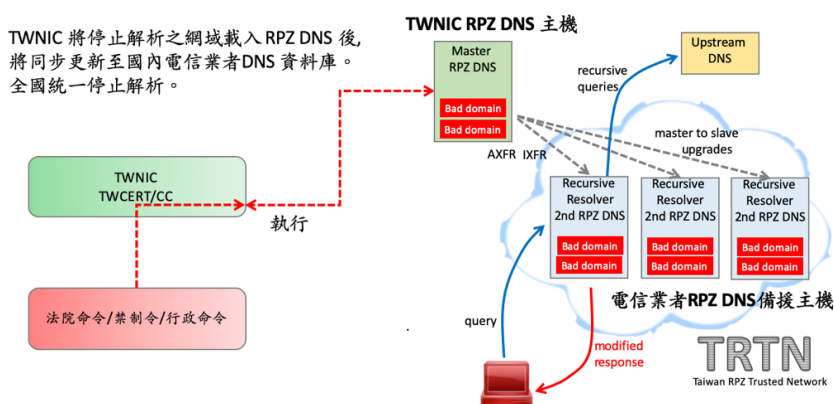 TWNIC 將停止解析之網域載入 RPZ DNS 後,
將同步更新至國內電信業者DNS 資料庫。
全國統一停止解析。
TWNIC RPZ DNS 主機
Master
RPZ DNS
Bad domain
Bad domain
Upstream
DNS
recursive
queries
AXFR IXFR
master to slave
upgrades
TWNIC
TWCERT/CC
執行
法院命令/禁制令/行政命令
Recursive
Resolver
2nd RPZ DNS
Bad domain
Bad domain
Recursive
Resolver
2nd RPZ DNS
Bad domain
Bad domain
Recursive
Resolver
2nd RPZ DNS
Bad domain
Bad domain
電信業者RPZ DNS備援主機
query
modified
response
TRTN
Taiwan RPZ Trusted Network